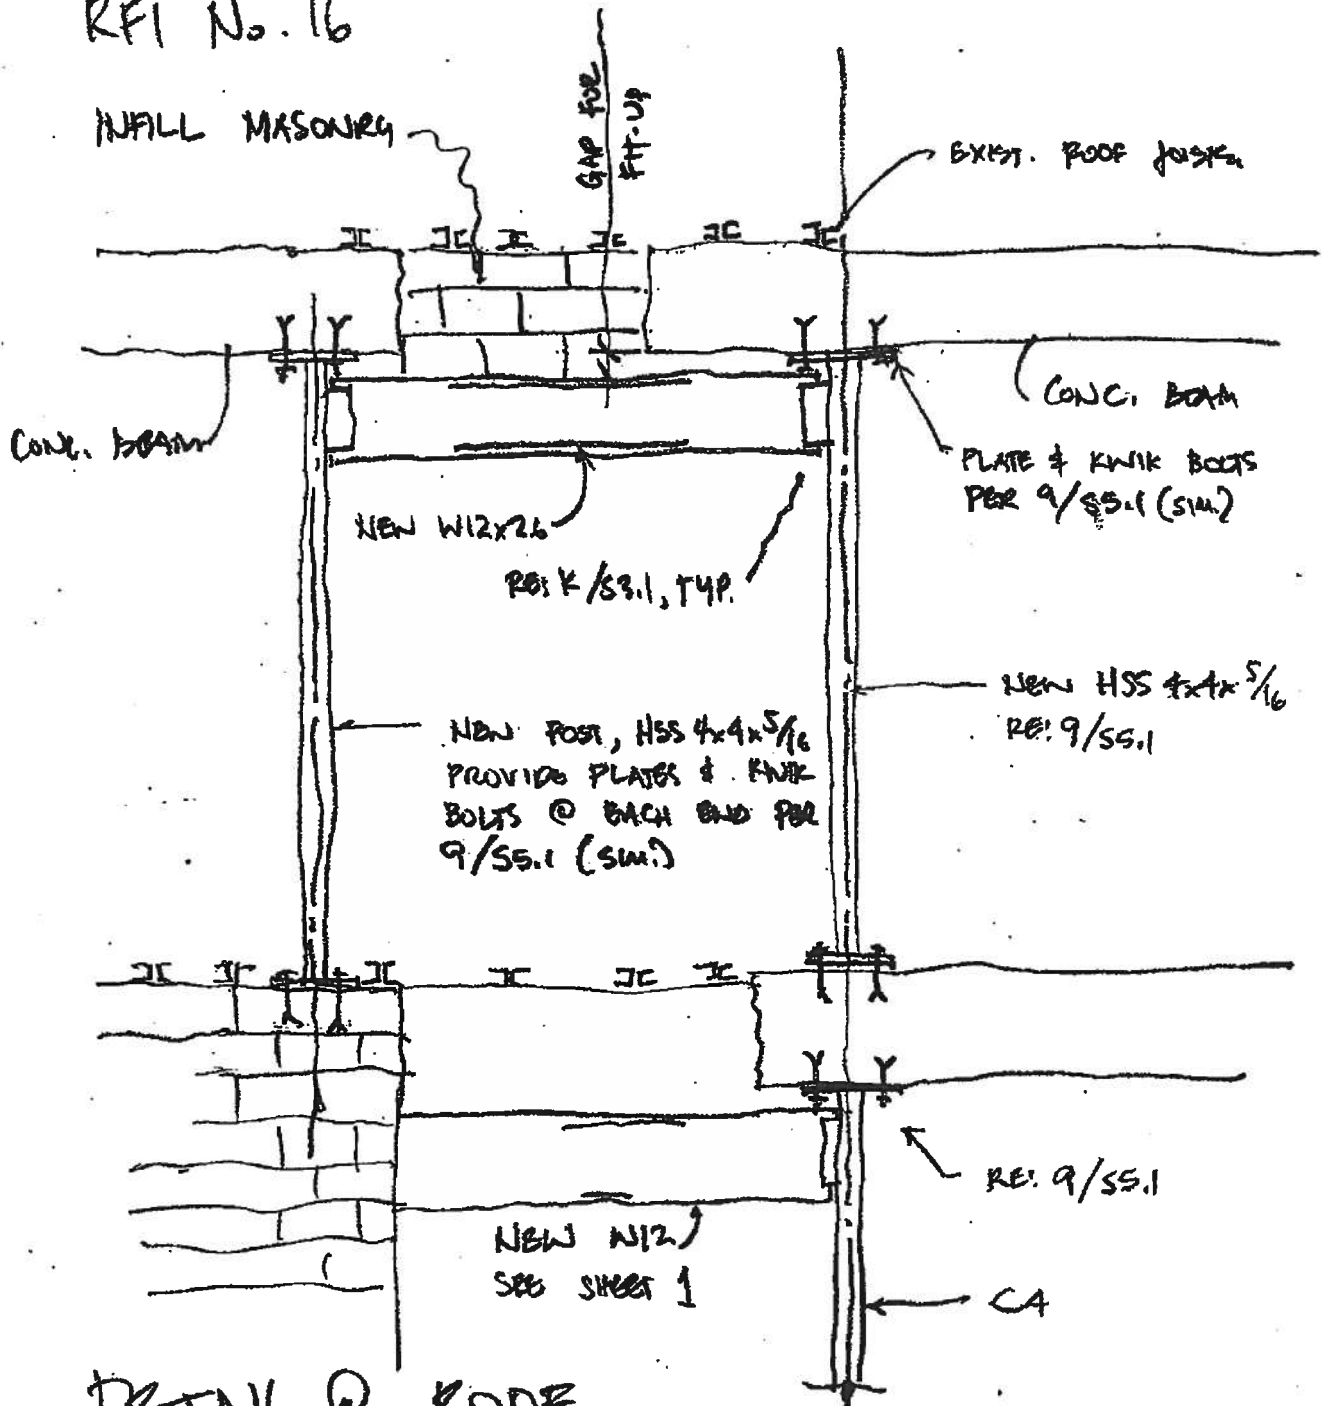 RFI No. 16
INFILL MASONRY
GAP FOR
FIT-UP
EXIST. ROOF JOISTS
CONC. BEAM
CONC. BEAM
PLATE & KWIK BOLTS
PER 9/S5.1 (SIM.)
NEW W12x26
RE: K/S3.1, TYP.
NEW HSS 4x4x5/16
RE: 9/S5.1
NEW POST, HSS 4x4x5/16
PROVIDE PLATES & KWIK
BOLTS @ EACH END PER
9/S5.1 (SIM.)
RE: 9/S5.1
NEW W12
SEE SHEET 1
C4
DETAIL @ ROOF